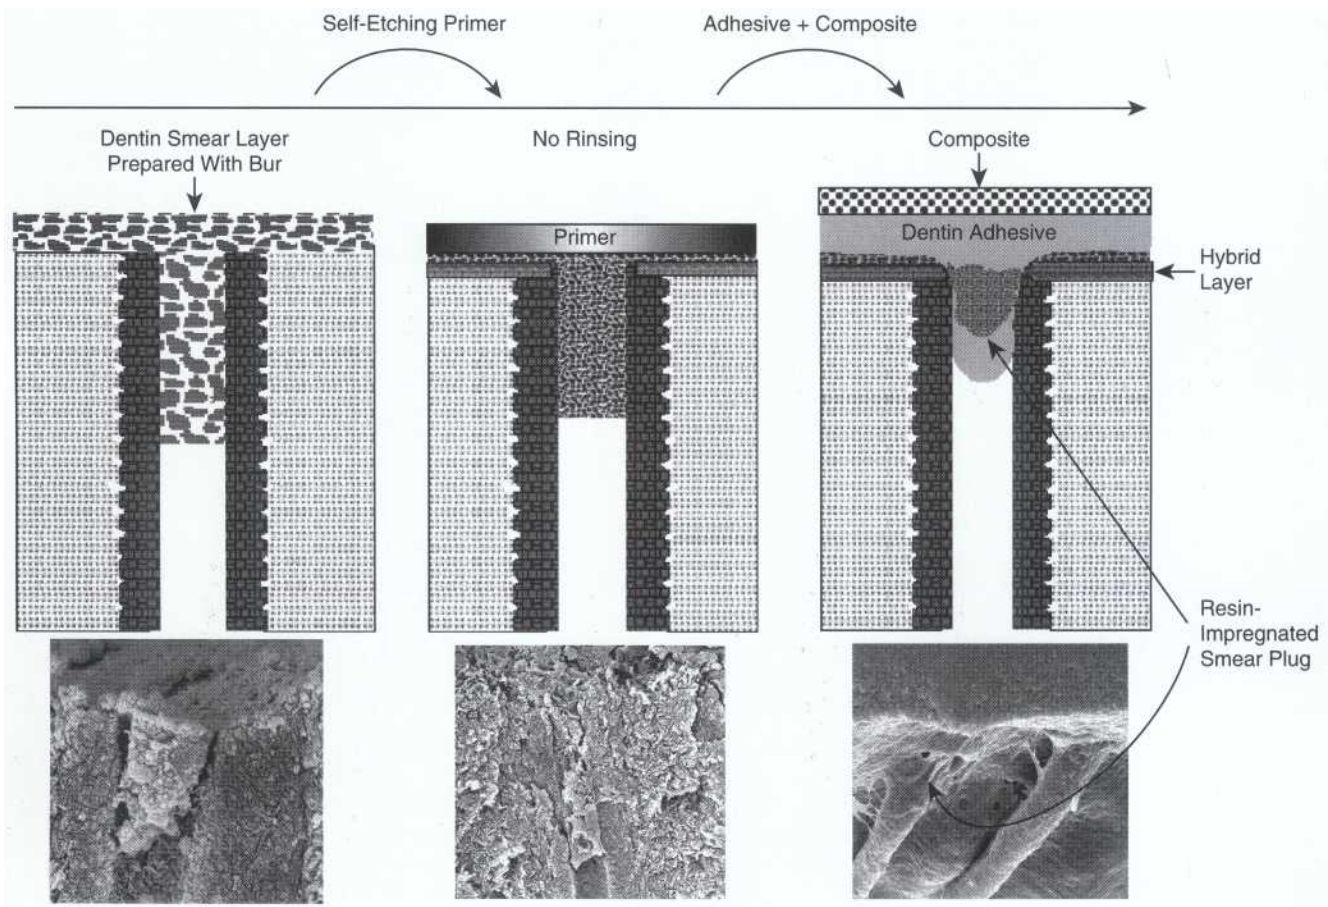 Self-Etching Primer
Adhesive + Composite
Dentin Smear Layer
Prepared With Bur
No Rinsing
Composite
Primer
Dentin Adhesive
Hybrid
Layer
Resin-
Impregnated
Smear Plug